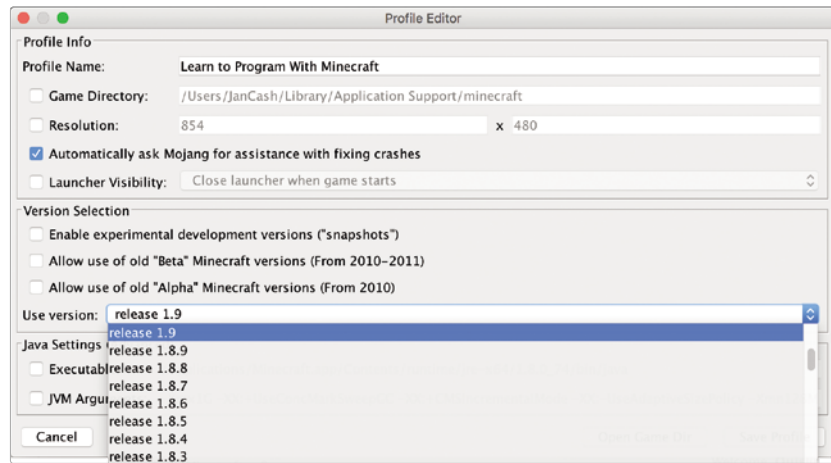 Profile Editor
Profile Info
Profile Name: Learn to Program With Minecraft
Game Directory: /Users/JanCash/Library/Application Support/minecraft
Resolution: 854 x 480
Automatically ask Mojang for assistance with fixing crashes
Launcher Visibility: Close launcher when game starts
Version Selection
Enable experimental development versions ("snapshots")
Allow use of old "Beta" Minecraft versions (From 2010-2011)
Allow use of old "Alpha" Minecraft versions (From 2010)
Use version: release 1.9
release 1.9
Java Settings
release 1.8.9
Executabl
release 1.8.8
release 1.8.7
JVM Argu
release 1.8.6
release 1.8.5
Cancel
release 1.8.4
release 1.8.3